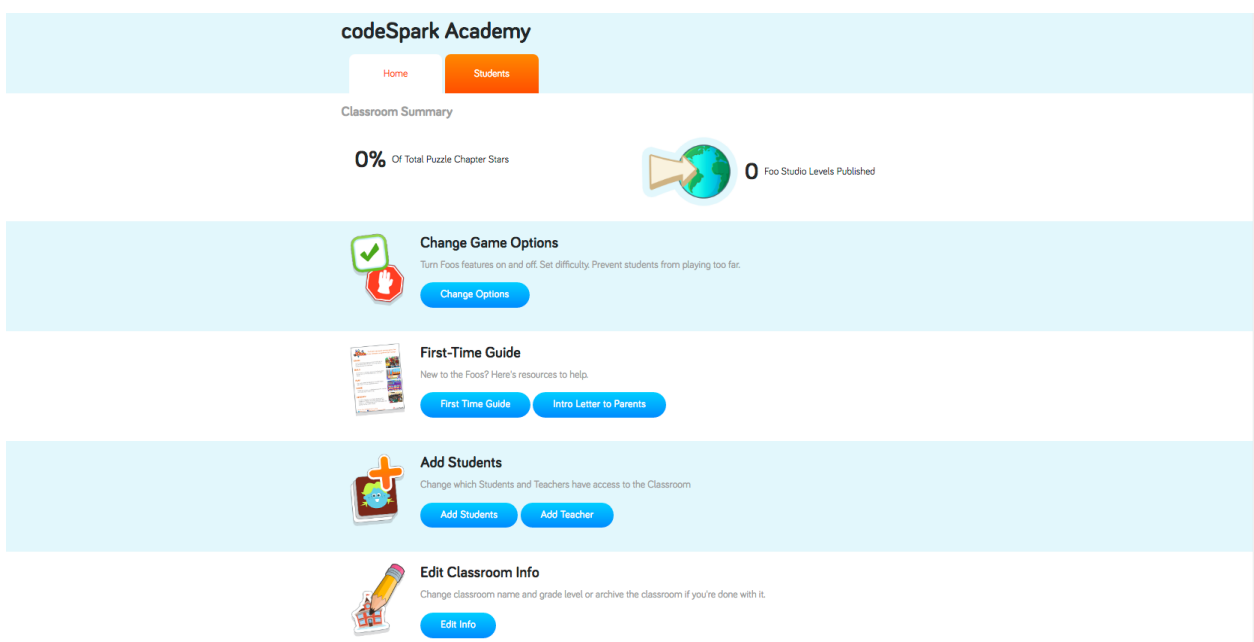 codeSpark Academy
Home
Students
Classroom Summary
0% Of Total Puzzle Chapter Stars
0 Foo Studio Levels Published
Change Game Options
Turn Foos features on and off. Set difficulty. Prevent students from playing too far.
Change Options
First-Time Guide
New to the Foos? Here's resources to help.
First Time Guide
Intro Letter to Parents
Add Students
Change which Students and Teachers have access to the Classroom
Add Students
Add Teacher
Edit Classroom Info
Change classroom name and grade level or archive the classroom if you're done with it.
Edit Info